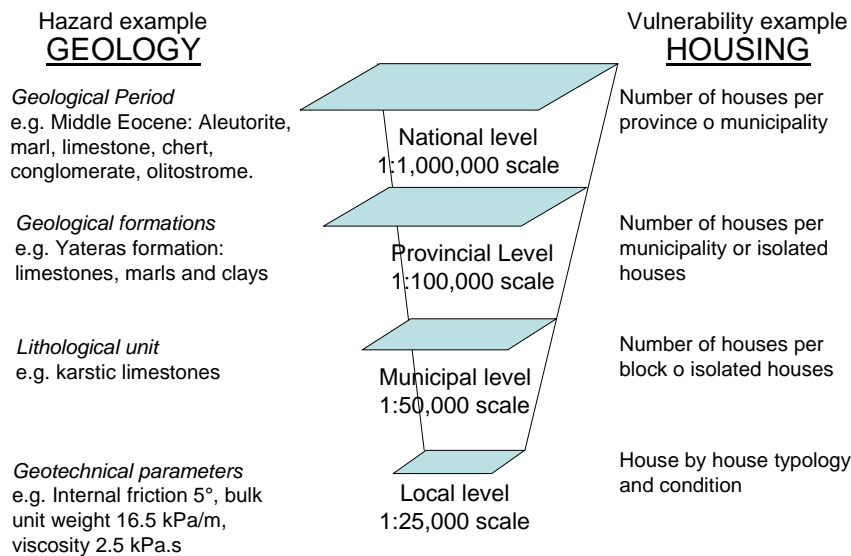 Hazard example
GEOLOGY
Vulnerability example
HOUSING
Geological Period
e.g. Middle Eocene: Aleutorite,
marl, limestone, chert,
conglomerate, olitostrome.
National level
1:1,000,000 scale
Number of houses per
province o municipality
Geological formations
e.g. Yateras formation:
limestones, marls and clays
Provincial Level
1:100,000 scale
Number of houses per
municipality or isolated
houses
Lithological unit
e.g. karstic limestones
Municipal level
1:50,000 scale
Number of houses per
block o isolated houses
Geotechnical parameters
e.g. Internal friction 5°, bulk
unit weight 16.5 kPa/m,
viscosity 2.5 kPa.s
Local level
1:25,000 scale
House by house typology
and condition